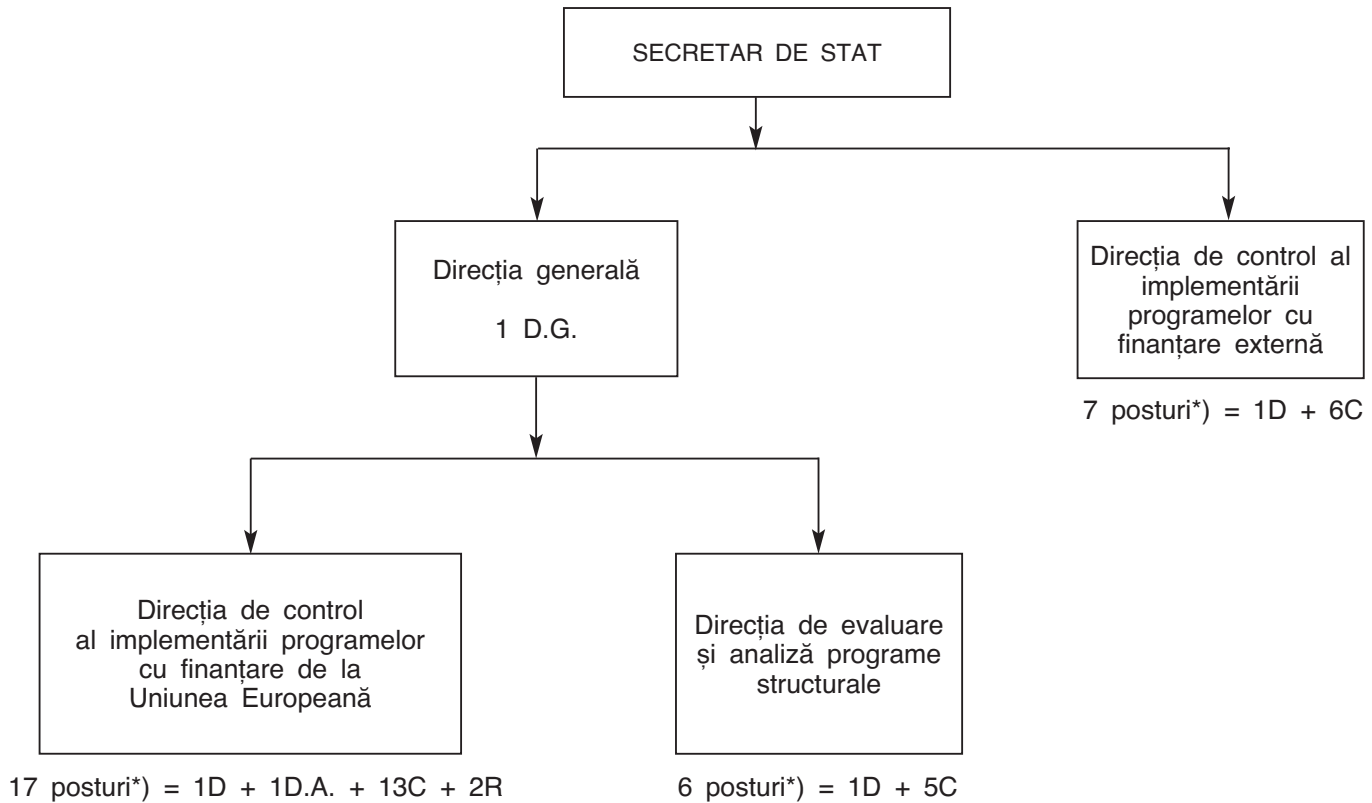 SECRETAR DE STAT
Direcția generală
1 D.G.
Direcția de control al
implementării
programelor cu
finanțare externă
7 posturi*) = 1D + 6C
Direcția de control
al implementării programelor
cu finanțare de la
Uniunea Europeană
17 posturi*) = 1D + 1D.A. + 13C + 2R
Direcția de evaluare
și analiză programe
structurale
6 posturi*) = 1D + 5C